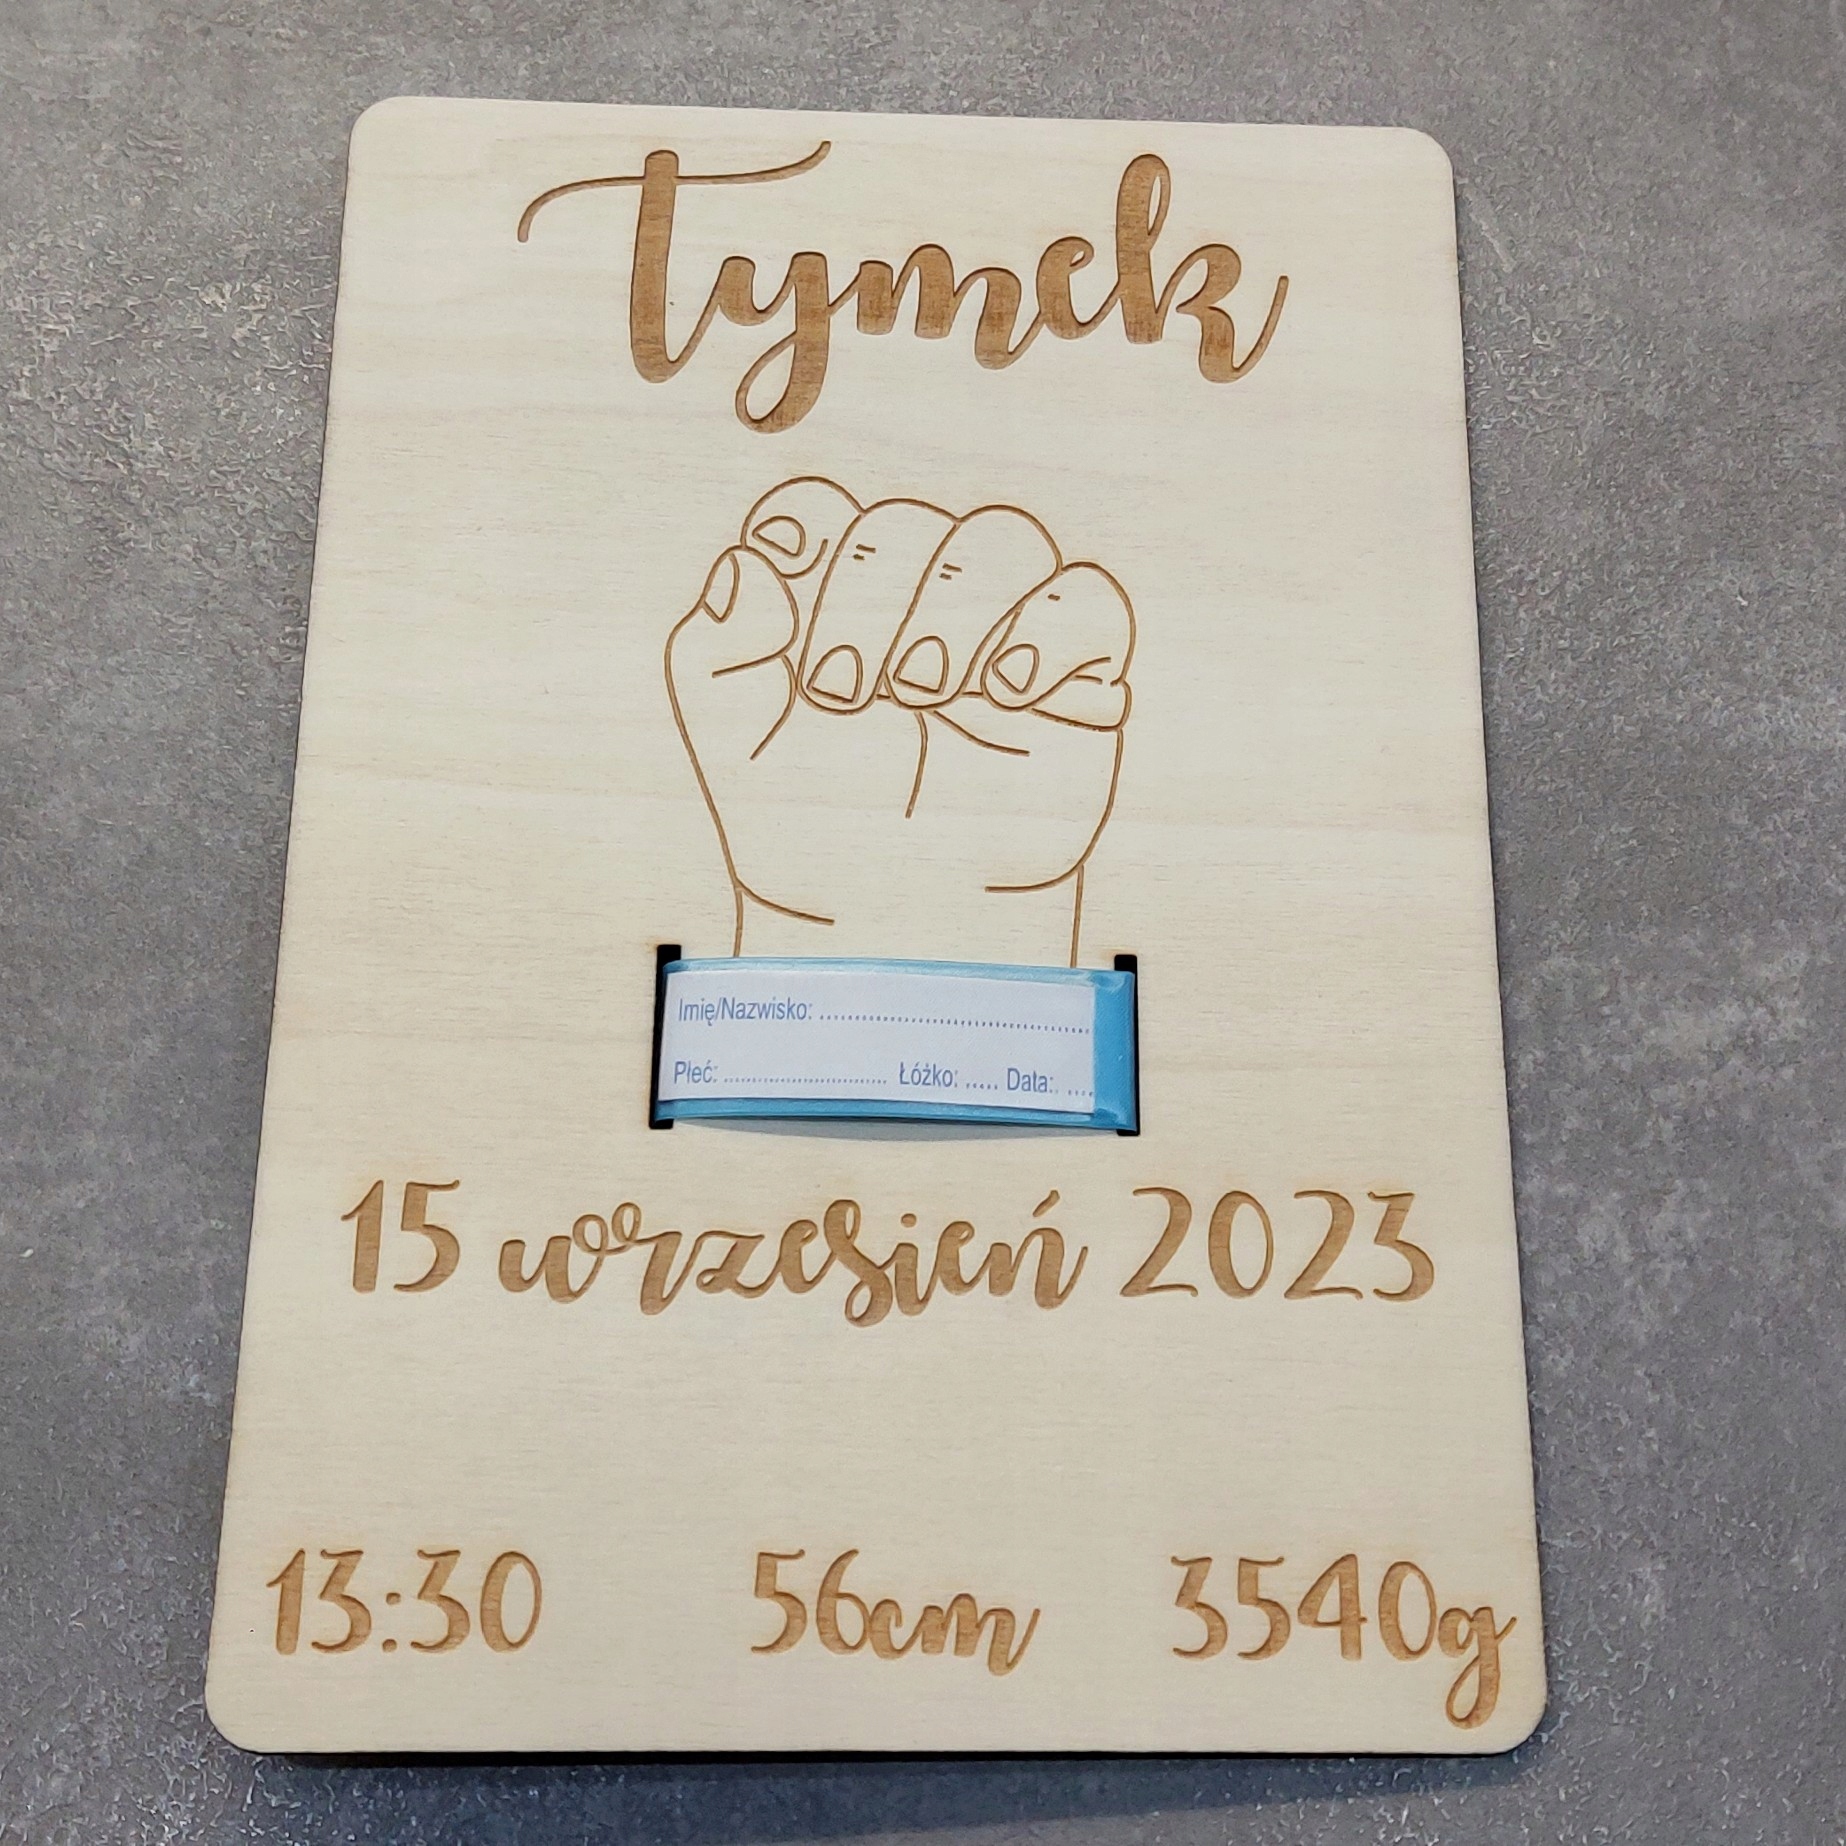 Tymek
Imię/Nazwisko: ........................................
Płeć: .............................. Łóżko: ..... Data: ....
15 wrzesień 2023
13:30 56cm 3540g